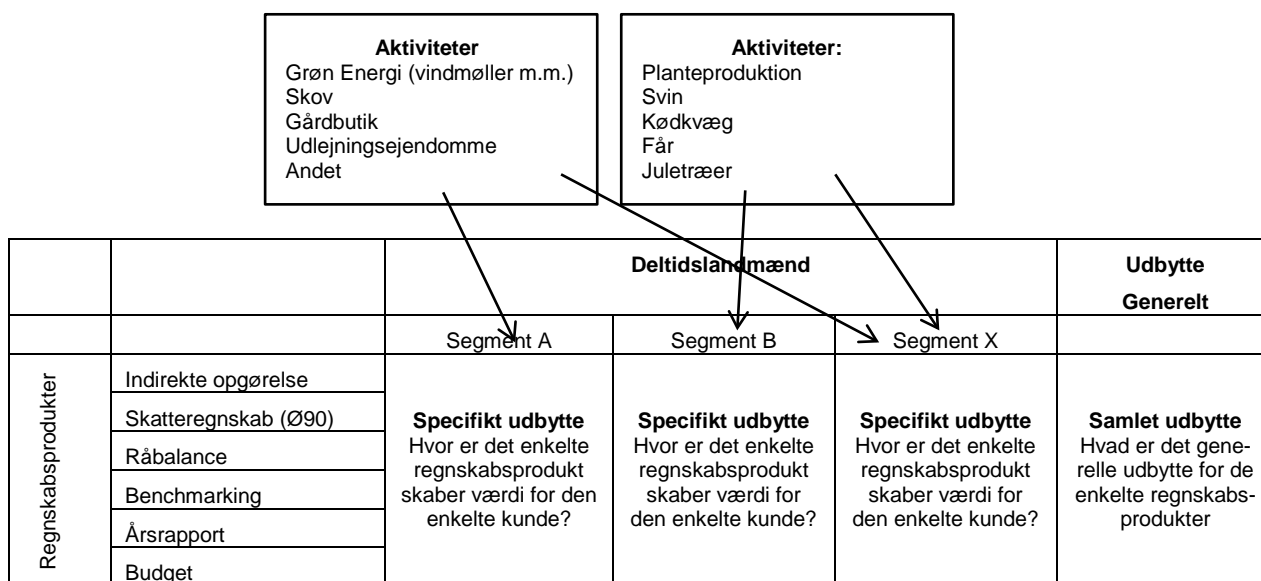 Aktiviteter
Grøn Energi (vindmøller m.m.)
Skov
Gårdbutik
Udlejningsejendomme
Andet
Aktiviteter:
Planteproduktion
Svin
Kødkvæg
Får
Juletræer
Deltidslandmænd
Udbytte
Generelt
Segment A
Segment B
Segment X
Regnskabsprodukter
Indirekte opgørelse
Skatteregnskab (Ø90)
Råbalance
Benchmarking
Årsrapport
Budget
Specifikt udbytte
Hvor er det enkelte
regnskabsprodukt
skaber værdi for den
enkelte kunde?
Specifikt udbytte
Hvor er det enkelte
regnskabsprodukt
skaber værdi for
den enkelte kunde?
Specifikt udbytte
Hvor er det enkelte
regnskabsprodukt
skaber værdi for
den enkelte kunde?
Samlet udbytte
Hvad er det gene-
relle udbytte for de
enkelte regnskabs-
produkter